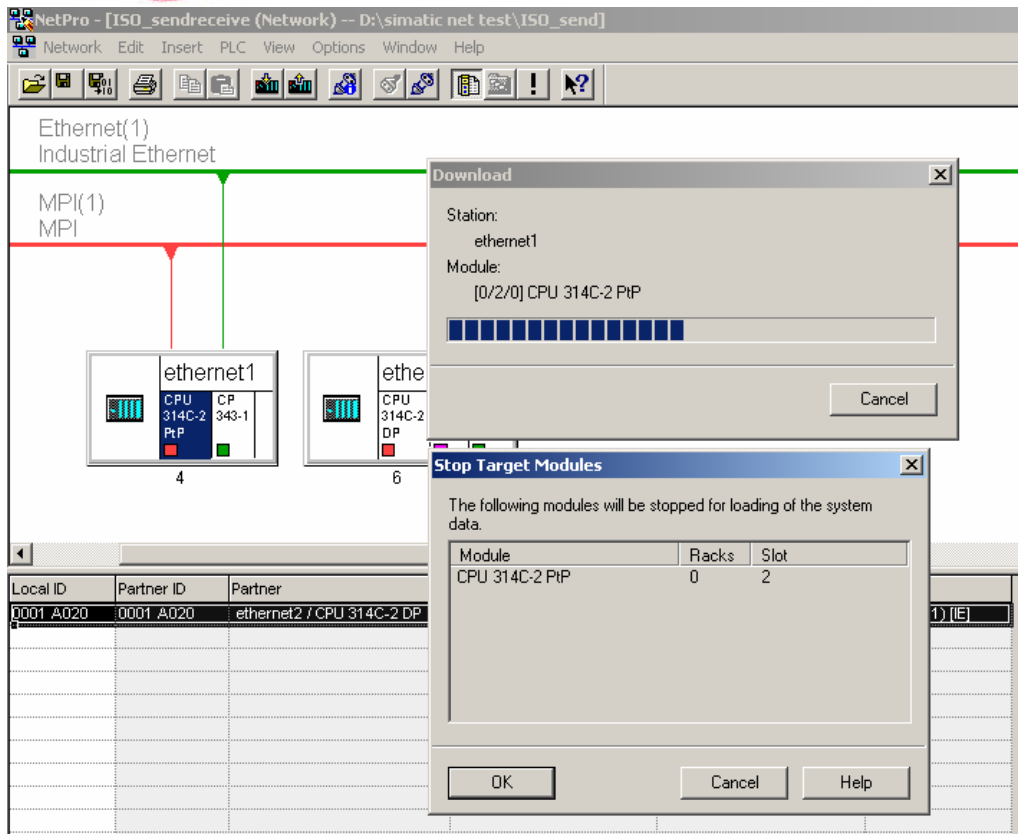 NetPro - [ISO_sendreceive (Network) -- D:\simatic net test\ISO_send]
Network Edit Insert PLC View Options Window Help
Ethernet(1)
Industrial Ethernet
MPI(1)
MPI
ethernet1
CPU 314C-2 PtP
CP 343-1
4
ethe
CPU 314C-2 DP
6
Download
Station:
ethernet1
Module:
[0/2/0] CPU 314C-2 PtP
Cancel
Stop Target Modules
The following modules will be stopped for loading of the system
data.
Module Racks Slot
CPU 314C-2 PtP 0 2
OK Cancel Help
Local ID Partner ID Partner
0001 A020 0001 A020 ethernet2 / CPU 314C-2 DP 1) [IE]